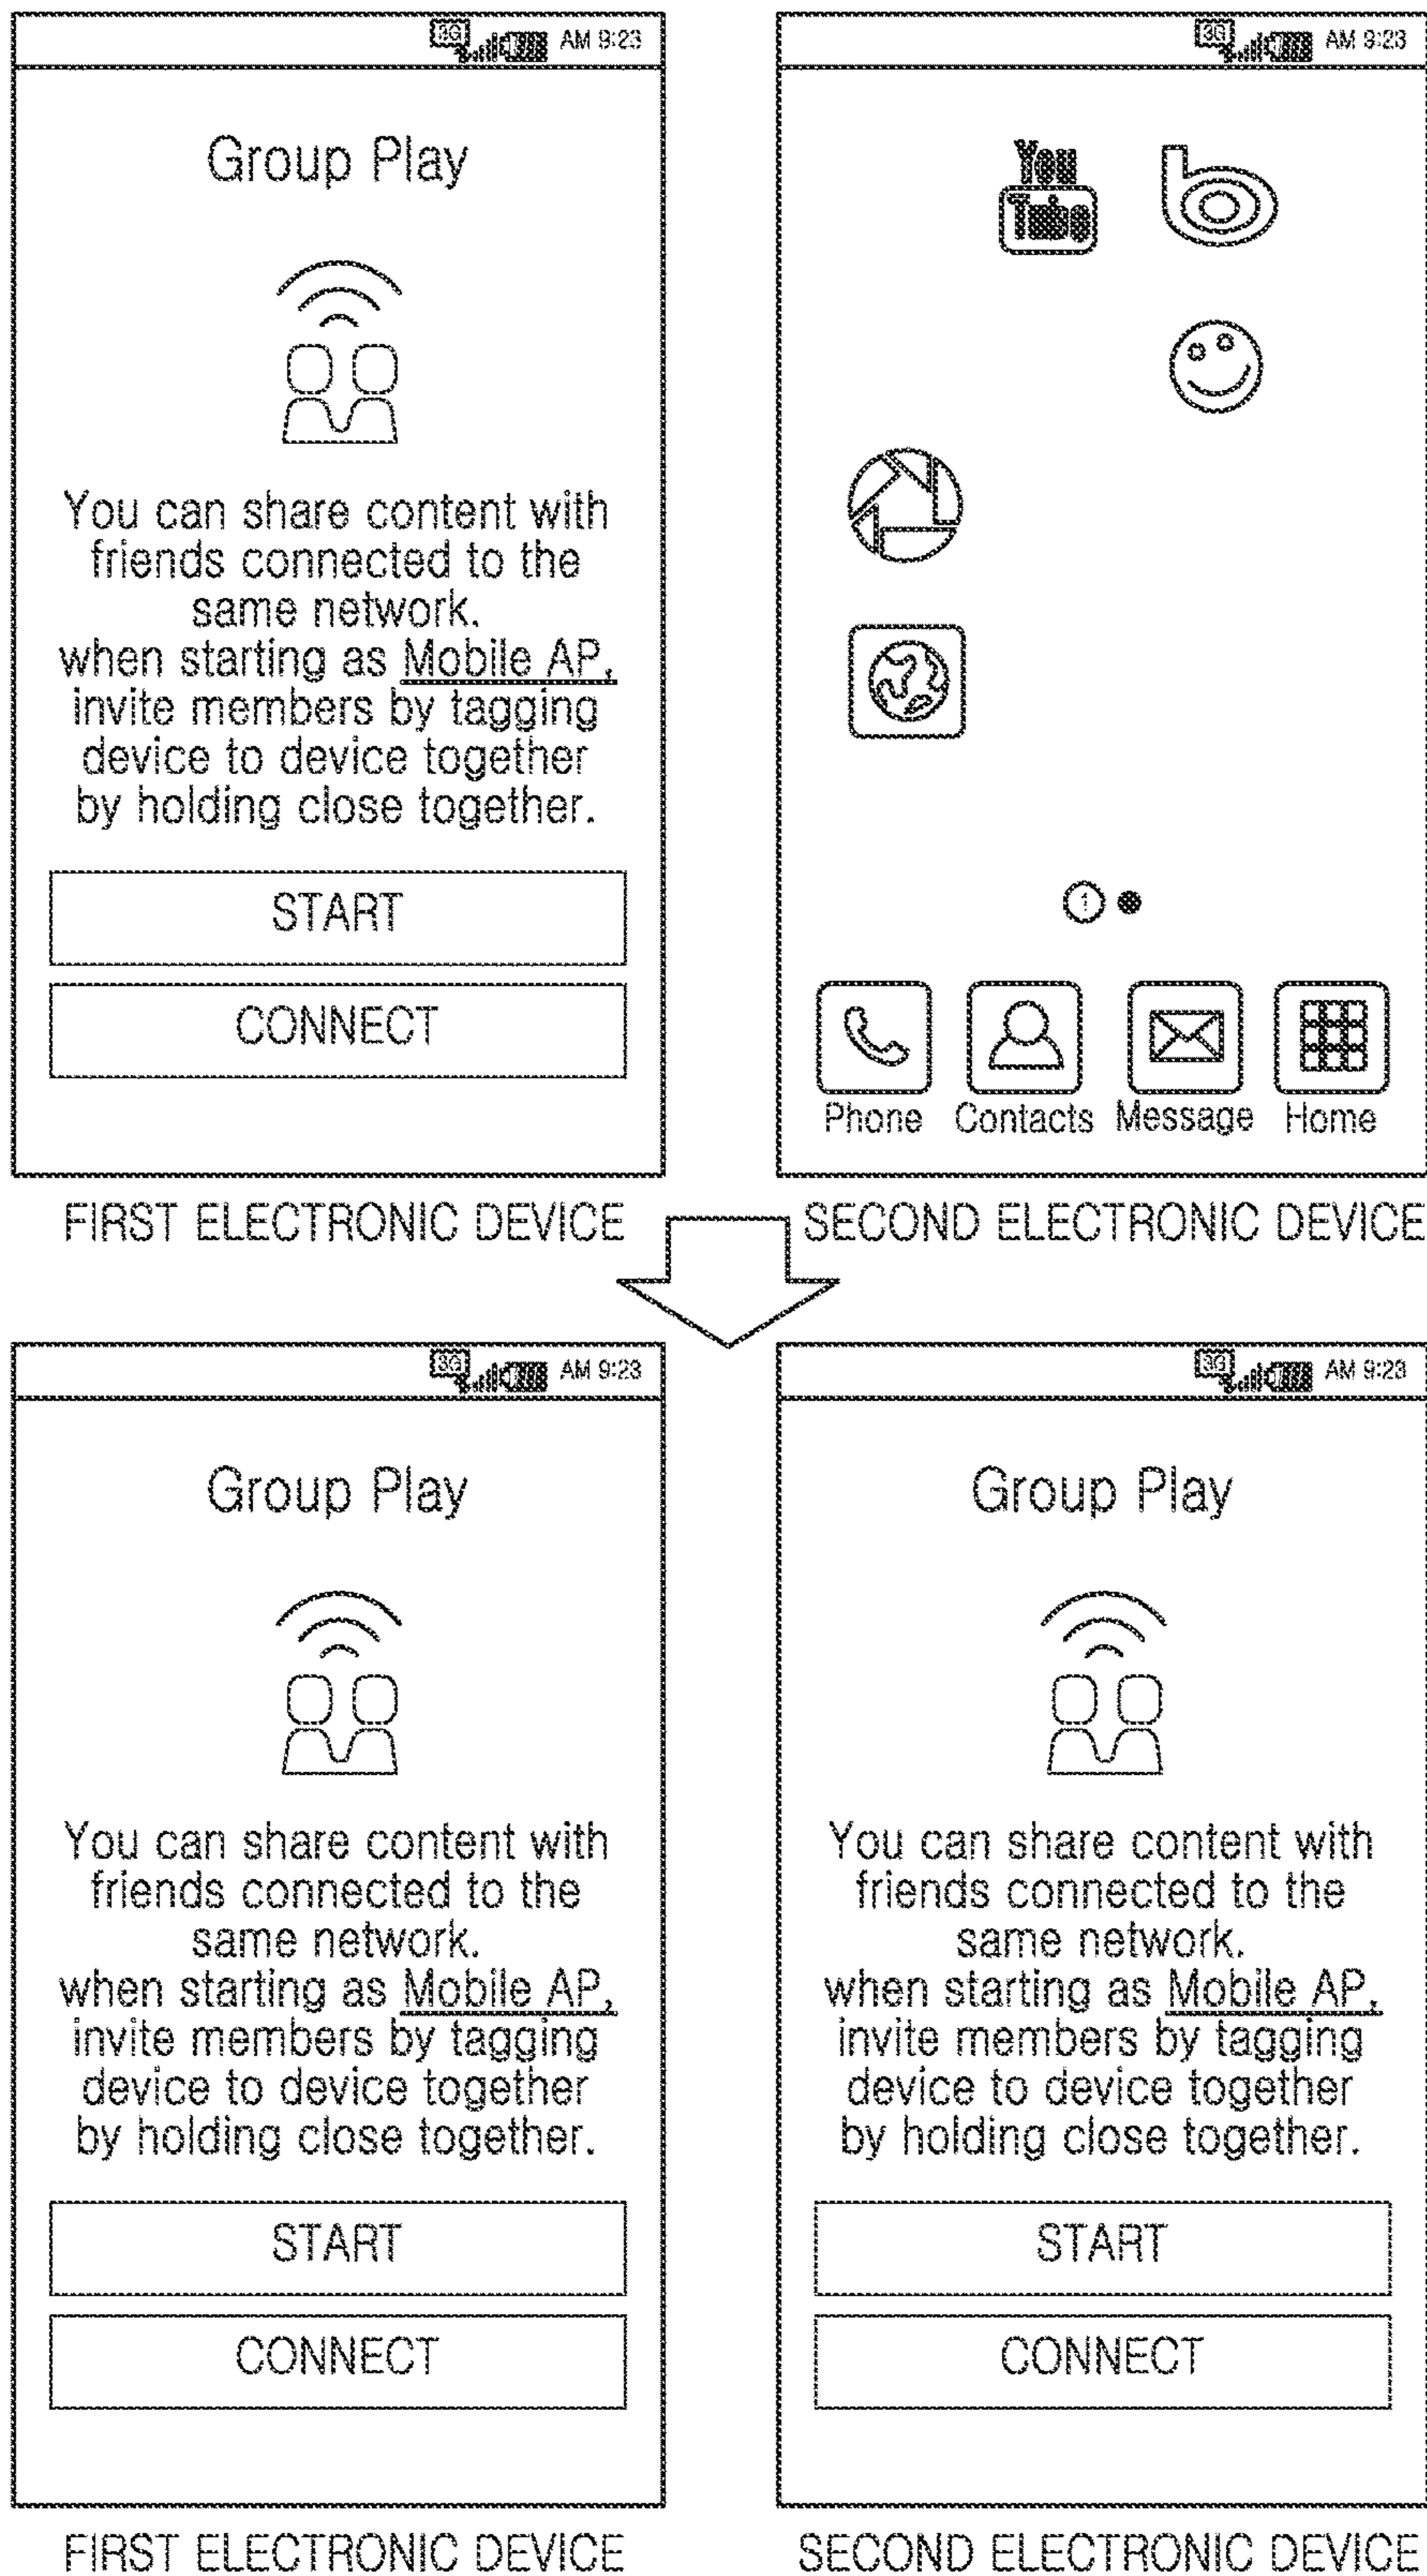 3G AM 9:23
Group Play
You can share content with
friends connected to the
same network.
when starting as Mobile AP,
invite members by tagging
device to device together
by holding close together.
START
CONNECT
FIRST ELECTRONIC DEVICE
3G AM 9:23
You
Tube
1
Phone Contacts Message Home
SECOND ELECTRONIC DEVICE
3G AM 9:23
Group Play
You can share content with
friends connected to the
same network.
when starting as Mobile AP,
invite members by tagging
device to device together
by holding close together.
START
CONNECT
FIRST ELECTRONIC DEVICE
3G AM 9:23
Group Play
You can share content with
friends connected to the
same network.
when starting as Mobile AP,
invite members by tagging
device to device together
by holding close together.
START
CONNECT
SECOND ELECTRONIC DEVICE